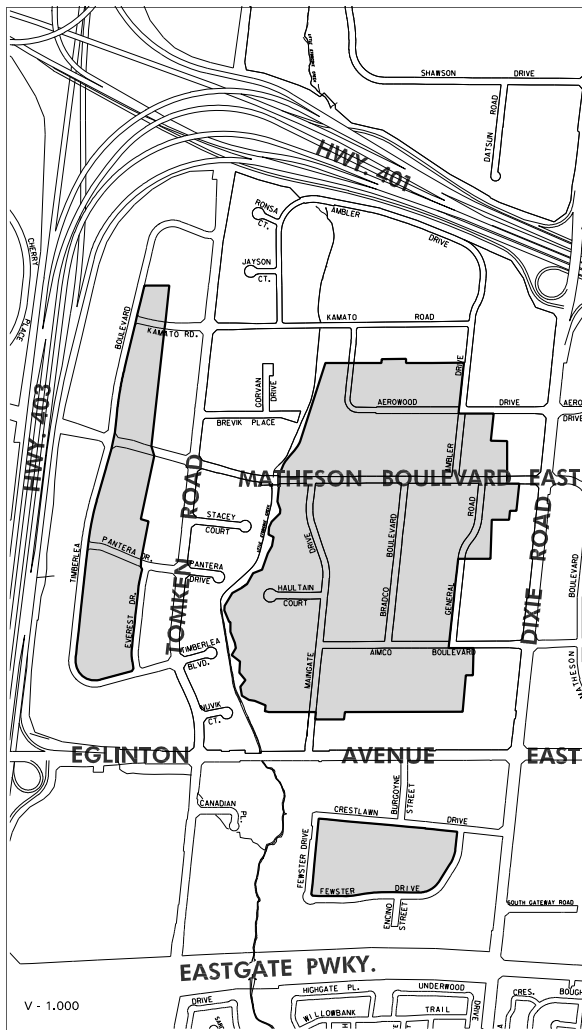 SHAWSON DRIVE
DATSUN ROAD
HWY. 401
RONSA CT.
AMBLER DRIVE
JAYSON CT.
CHERRY PLACE
BOULEVARD
KAMATO RD.
KAMATO ROAD
HWY. 403
GORVAN DRIVE
BREVIK PLACE
AEROWOOD DRIVE
AERO
DRIVE
AMBLER DRIVE
MATHESON BOULEVARD EAST
TOMKEN ROAD
STACEY COURT
DRIVE
BOULEVARD
ROAD
DIXIE ROAD
BOULEVARD
PANTERA DR.
PANTERA DRIVE
TIMBERLEA
EVEREST DR.
HAULTAIN COURT
BRADCO
GENERAL
TIMBERLEA BLVD.
MAINGATE
AIMCO BOULEVARD
MATHESON
NUVIK CT.
EGLINTON AVENUE EAST
CANADIAN PL.
CRESTLAWN DRIVE
BURGOYNE STREET
FEWSTER DRIVE
FEWSTER DRIVE
ENCINO STREET
SOUTH GATEWAY ROAD
EASTGATE PWKY.
HIGHGATE PL.
UNDERWOOD
DRIVE
CRES.
BOUGH
V - 1.000
DRIVE
WILLOWBANK TRAIL